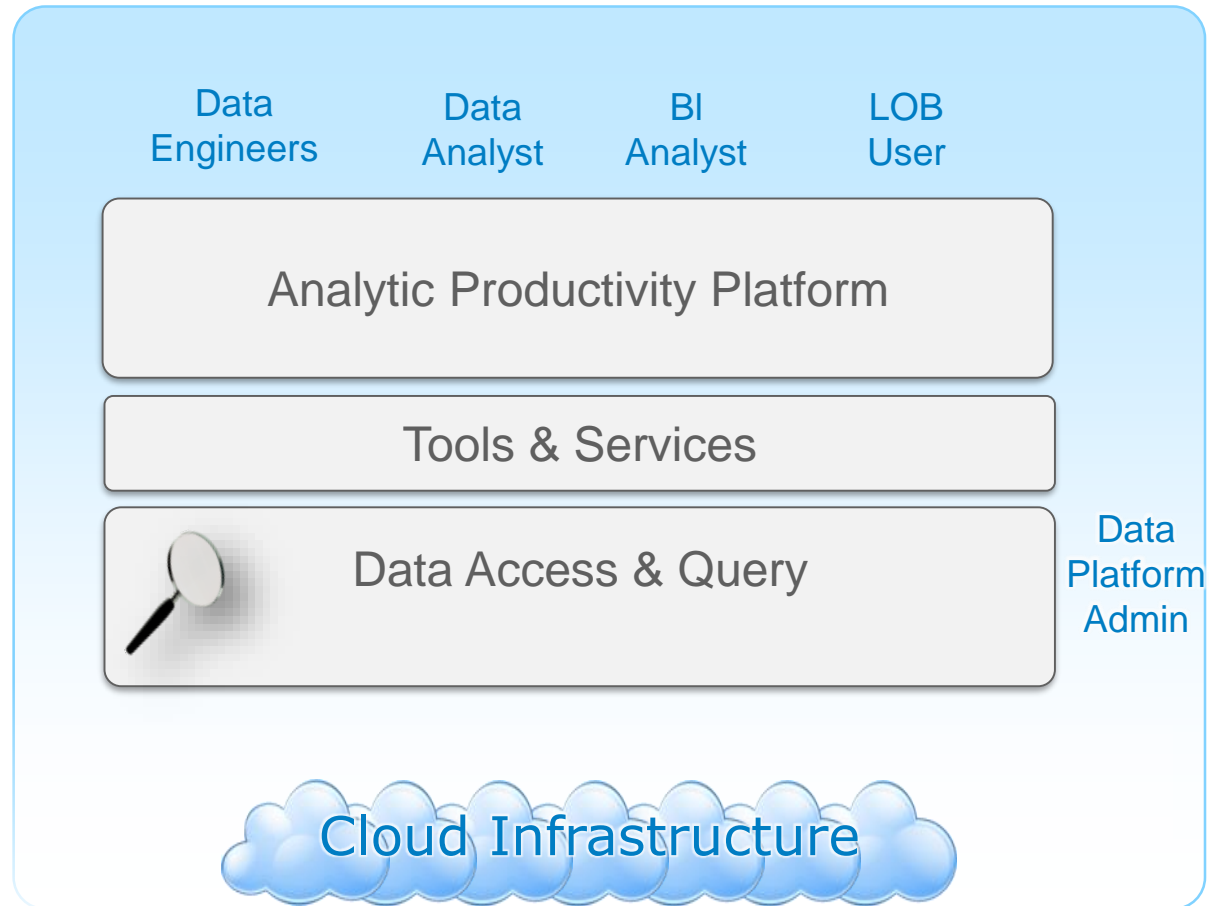 Data
Engineers
Data
Analyst
BI
Analyst
LOB
User
Analytic Productivity Platform
Tools & Services
Data Access & Query
Data
Platform
Admin
Cloud Infrastructure